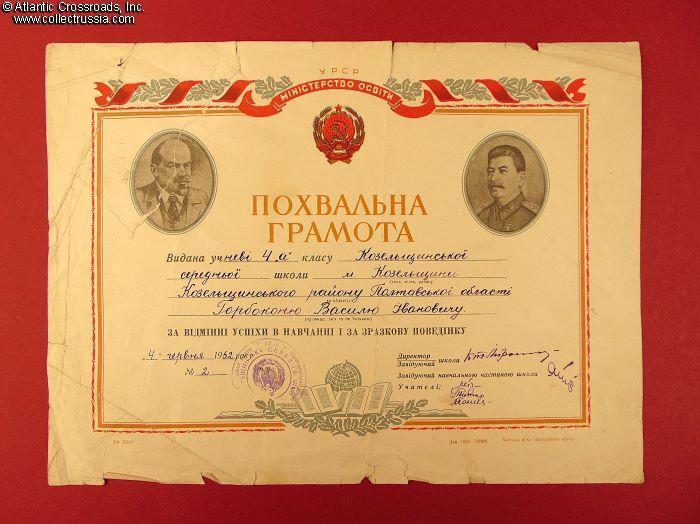 © Atlantic Crossroads, Inc.
www.collectrussia.com
УРСР
МІНІСТЕРСТВО ОСВІТИ
ПОХВАЛЬНА
ГРАМОТА
Видана учневі 4 "а" класу Козельщинської
середньої школи м. Козельщини
Козельщинського району Полтавської області
Горбоконю Василю Івановичу.
ЗА ВІДМІННІ УСПІХИ В НАВЧАННІ І ЗА ЗРАЗКОВУ ПОВЕДІНКУ
4 червня 1952 року
№ 2
Директор
Завідуючий школи
Завідуючий навчальною частиною школи
Учителі: